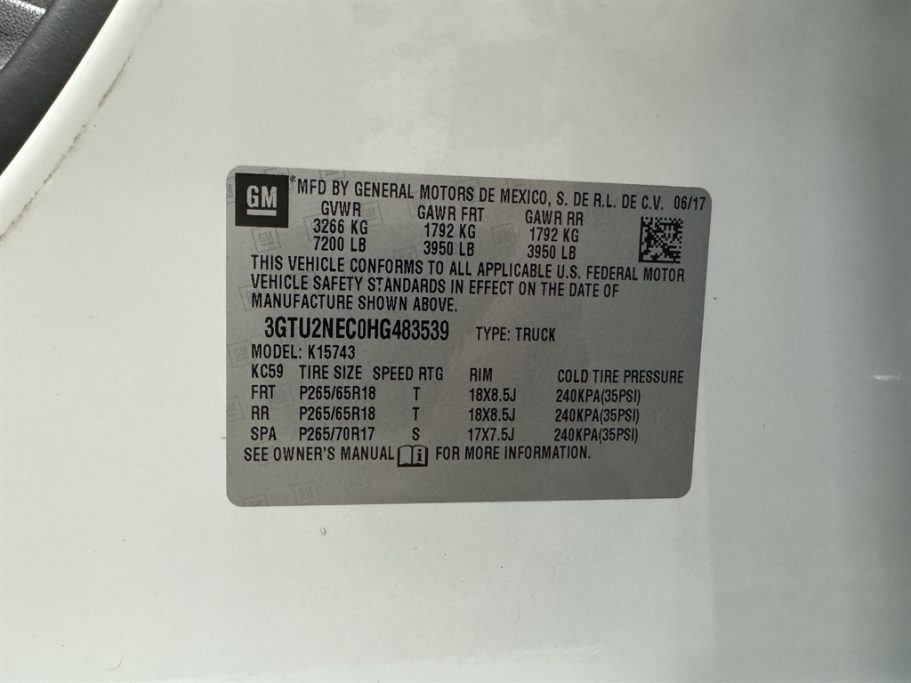 GM ® MFD BY GENERAL MOTORS DE MEXICO, S. DE R.L. DE C.V. 06/17
GVWR GAWR FRT GAWR RR
3266 KG 1792 KG 1792 KG
7200 LB 3950 LB 3950 LB
THIS VEHICLE CONFORMS TO ALL APPLICABLE U.S. FEDERAL MOTOR
VEHICLE SAFETY STANDARDS IN EFFECT ON THE DATE OF
MANUFACTURE SHOWN ABOVE.
3GTU2NEC0HG483539 TYPE: TRUCK
MODEL: K15743
KC59 TIRE SIZE SPEED RTG RIM COLD TIRE PRESSURE
FRT P265/65R18 T 18X8.5J 240KPA(35PSI)
RR P265/65R18 T 18X8.5J 240KPA(35PSI)
SPA P265/70R17 S 17X7.5J 240KPA(35PSI)
SEE OWNER'S MANUAL i FOR MORE INFORMATION.